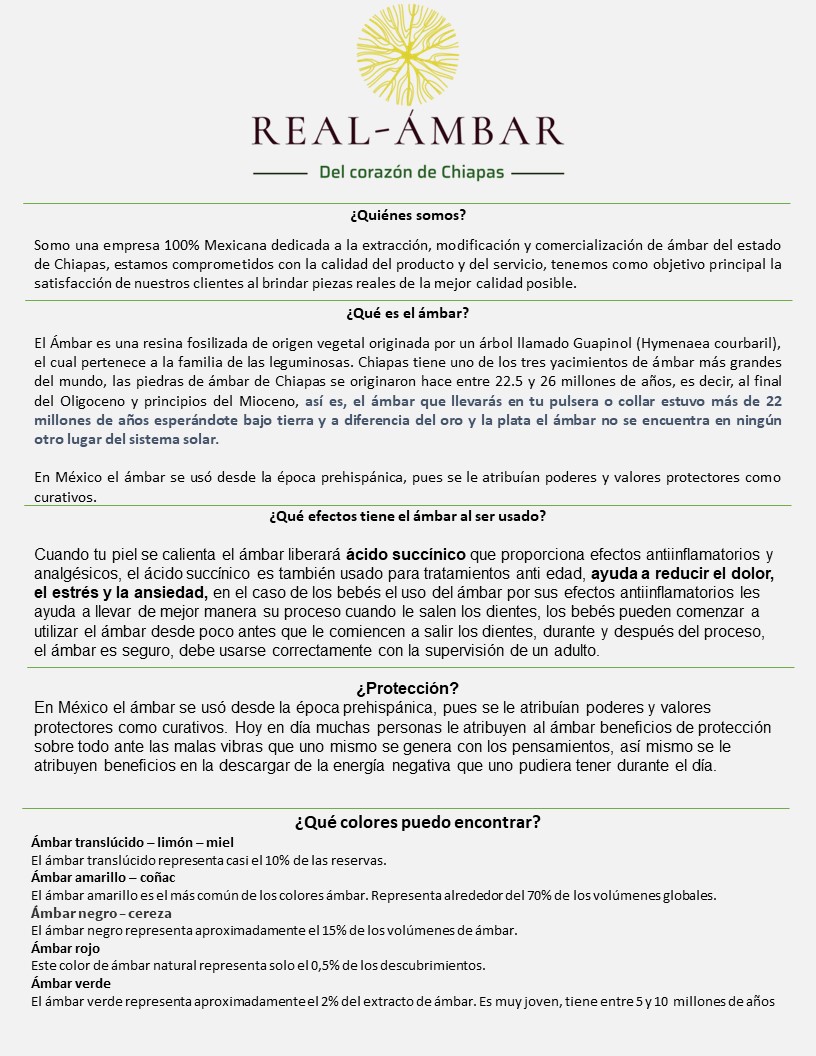 REAL-ÁMBAR
Del corazón de Chiapas
¿Quiénes somos?
Somo una empresa 100% Mexicana dedicada a la extracción, modificación y comercialización de ámbar del estado
de Chiapas, estamos comprometidos con la calidad del producto y del servicio, tenemos como objetivo principal la
satisfacción de nuestros clientes al brindar piezas reales de la mejor calidad posible.
¿Qué es el ámbar?
El Ámbar es una resina fosilizada de origen vegetal originada por un árbol llamado Guapinol (Hymenaea courbaril),
el cual pertenece a la familia de las leguminosas. Chiapas tiene uno de los tres yacimientos de ámbar más grandes
del mundo, las piedras de ámbar de Chiapas se originaron hace entre 22.5 y 26 millones de años, es decir, al final
del Oligoceno y principios del Mioceno, así es, el ámbar que llevarás en tu pulsera o collar estuvo más de 22
millones de años esperándote bajo tierra y a diferencia del oro y la plata el ámbar no se encuentra en ningún
otro lugar del sistema solar.
En México el ámbar se usó desde la época prehispánica, pues se le atribuían poderes y valores protectores como
curativos.
¿Qué efectos tiene el ámbar al ser usado?
Cuando tu piel se calienta el ámbar liberará ácido succínico que proporciona efectos antiinflamatorios y
analgésicos, el ácido succínico es también usado para tratamientos anti edad, ayuda a reducir el dolor,
el estrés y la ansiedad, en el caso de los bebés el uso del ámbar por sus efectos antiinflamatorios les
ayuda a llevar de mejor manera su proceso cuando le salen los dientes, los bebés pueden comenzar a
utilizar el ámbar desde poco antes que le comiencen a salir los dientes, durante y después del proceso,
el ámbar es seguro, debe usarse correctamente con la supervisión de un adulto.
¿Protección?
En México el ámbar se usó desde la época prehispánica, pues se le atribuían poderes y valores
protectores como curativos. Hoy en día muchas personas le atribuyen al ámbar beneficios de protección
sobre todo ante las malas vibras que uno mismo se genera con los pensamientos, así mismo se le
atribuyen beneficios en la descargar de la energía negativa que uno pudiera tener durante el día.
¿Qué colores puedo encontrar?
Ámbar translúcido – limón – miel
El ámbar translúcido representa casi el 10% de las reservas.
Ámbar amarillo – coñac
El ámbar amarillo es el más común de los colores ámbar. Representa alrededor del 70% de los volúmenes globales.
Ámbar negro – cereza
El ámbar negro representa aproximadamente el 15% de los volúmenes de ámbar.
Ámbar rojo
Este color de ámbar natural representa solo el 0,5% de los descubrimientos.
Ámbar verde
El ámbar verde representa aproximadamente el 2% del extracto de ámbar. Es muy joven, tiene entre 5 y 10 millones de años